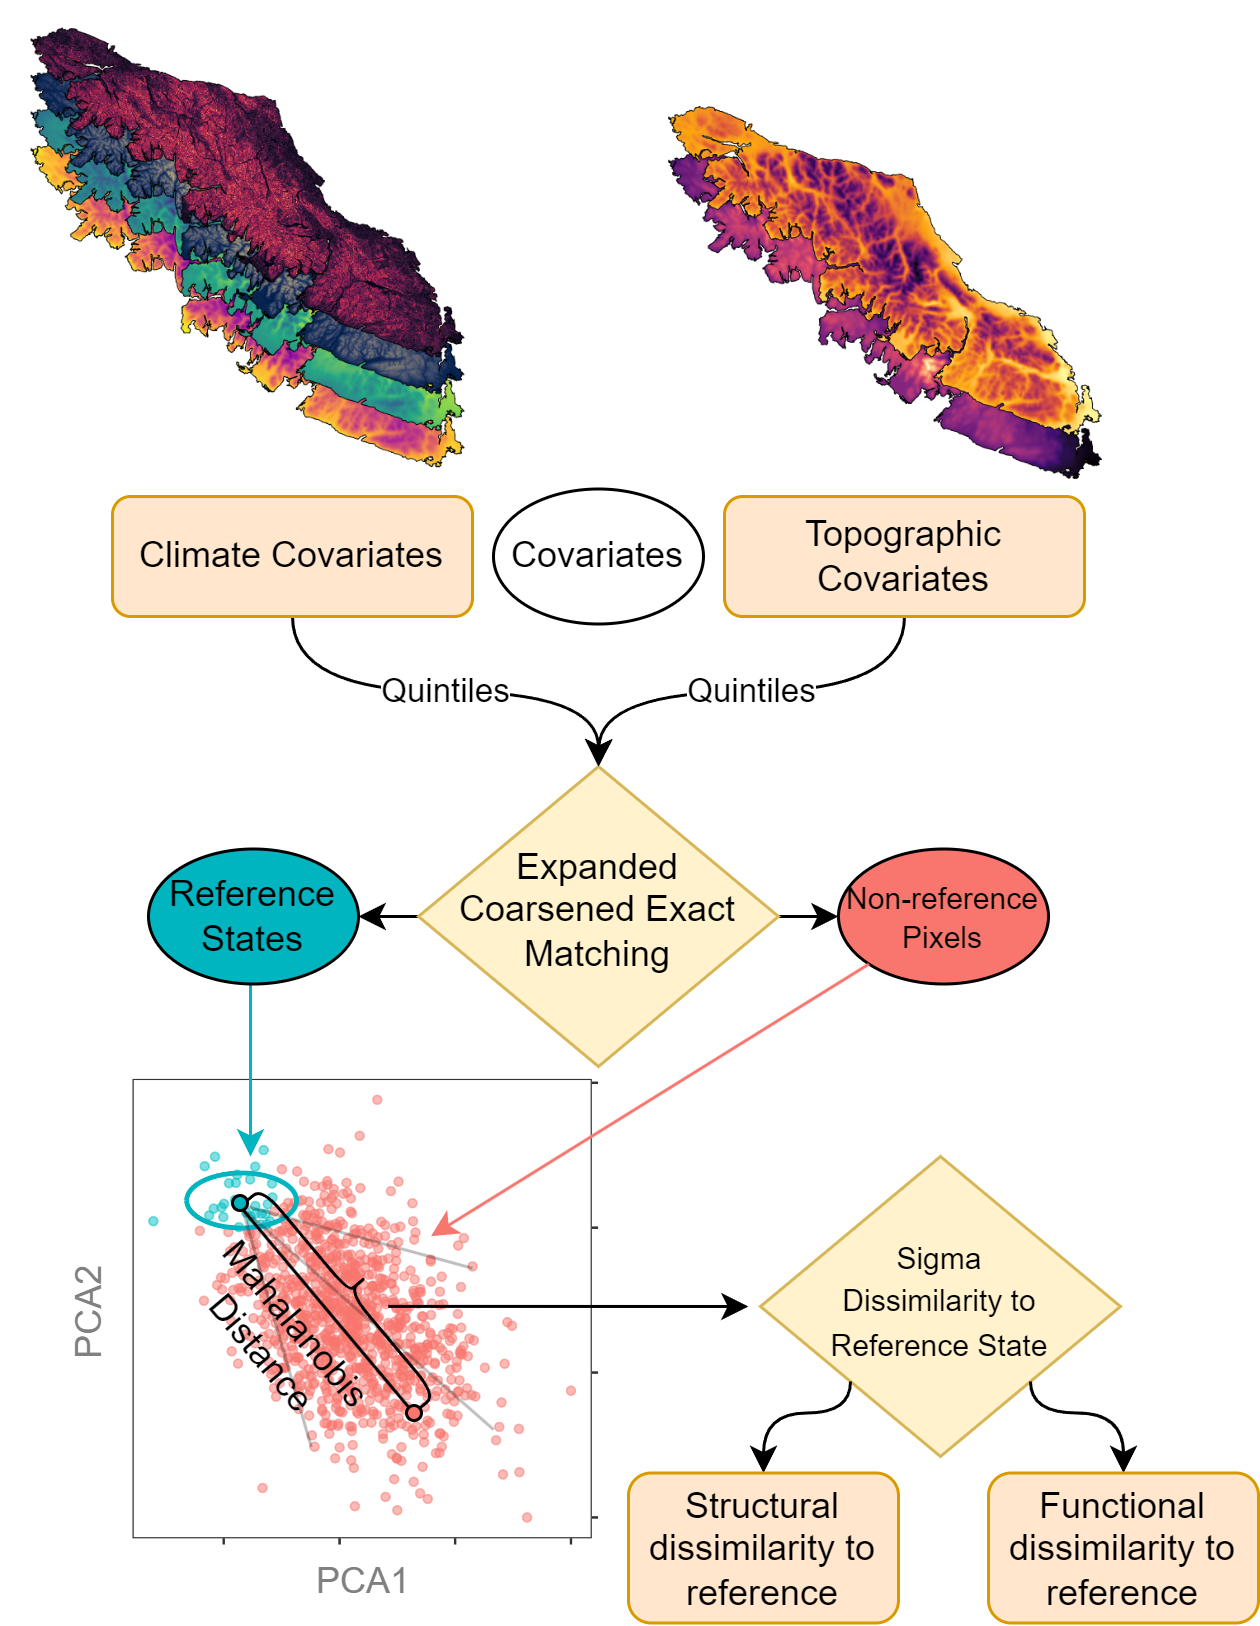 Climate Covariates
Covariates
Topographic
Covariates
Quintiles
Quintiles
Expanded
Coarsened Exact
Matching
Reference
States
Non-reference
Pixels
PCA2
Mahalanobis
Distance
PCA1
Sigma
Dissimilarity to
Reference State
Structural
dissimilarity to
reference
Functional
dissimilarity to
reference